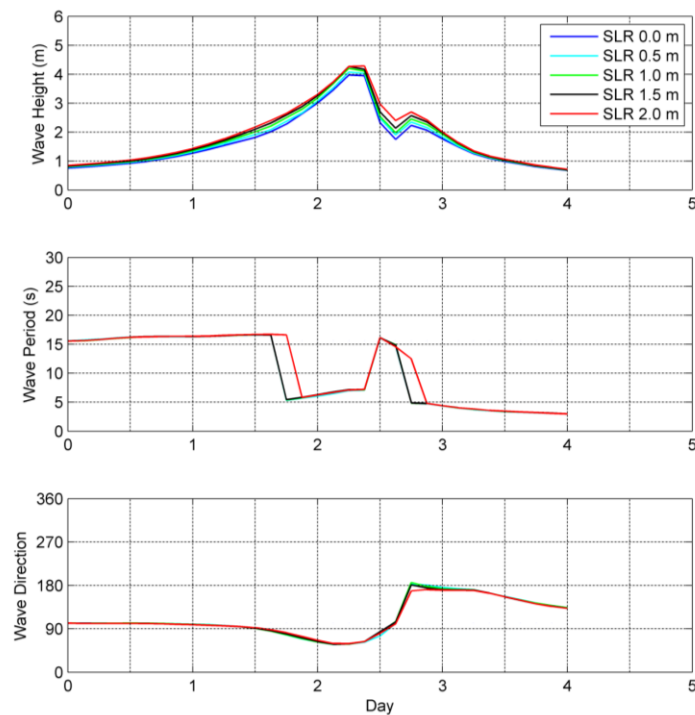 6
5
4
3
2
1
0
Wave Height (m)
0 1 2 3 4 5
SLR 0.0 m
SLR 0.5 m
SLR 1.0 m
SLR 1.5 m
SLR 2.0 m
30
25
20
15
10
5
0
Wave Period (s)
0 1 2 3 4 5
360
270
180
90
0
Wave Direction
0 1 2 3 4 5
Day